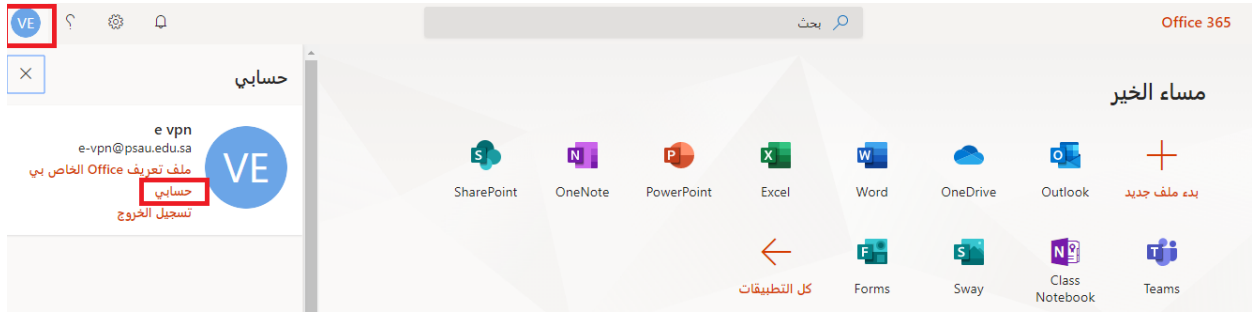 Office 365
بحث
VE
مساء الخير
بدء ملف جديد
Outlook
OneDrive
Word
Excel
PowerPoint
OneNote
SharePoint
Teams
Class Notebook
Sway
Forms
كل التطبيقات
حسابي
VE
e vpn
e-vpn@psau.edu.sa
ملف تعريف Office الخاص بي
حسابي
تسجيل الخروج